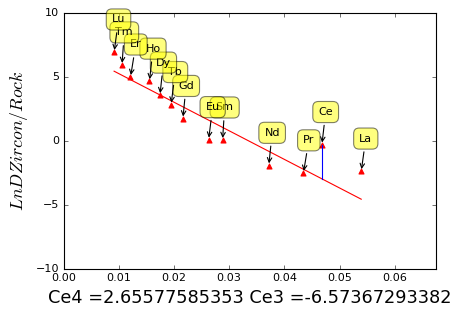 10
5
0
−5
−10
LnDZircon/Rock
Lu
Tm
Er
Ho
Dy
Tb
Gd
Eu
Sm
Nd
Pr
Ce
La
0.00 0.01 0.02 0.03 0.04 0.05 0.06
Ce4 =2.65577585353 Ce3 =-6.57367293382